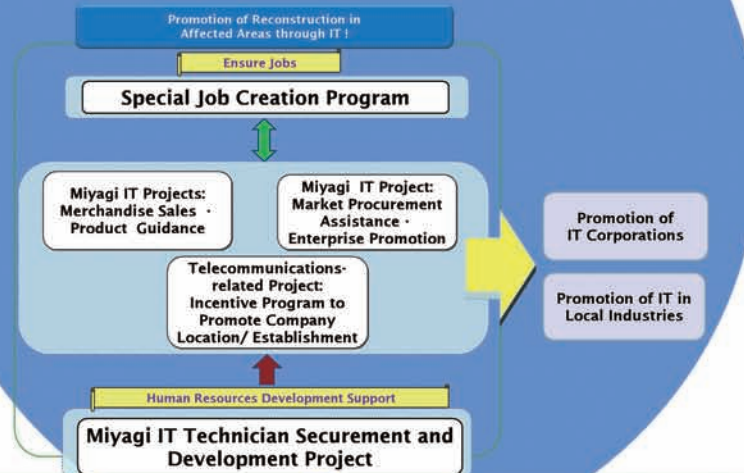 Promotion of Reconstruction in
Affected Areas through IT !
Ensure Jobs
Special Job Creation Program
Miyagi IT Projects:
Merchandise Sales ·
Product Guidance
Miyagi IT Project:
Market Procurement
Assistance ·
Enterprise Promotion
Telecommunications-
related Project:
Incentive Program to
Promote Company
Location/ Establishment
Promotion of
IT Corporations
Promotion of IT in
Local Industries
Human Resources Development Support
Miyagi IT Technician Securement and
Development Project